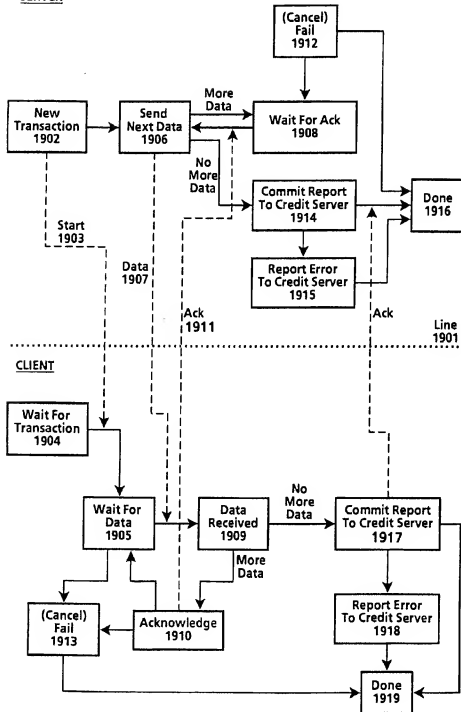 (Cancel)
Fail
1912
More
Data
New
Transaction
1902
Send
Next Data
1906
Wait For Ack
1908
No
More
Data
Commit Report
To Credit Server
1914
Done
1916
Start
1903
Data
1907
Report Error
To Credit Server
1915
Ack
1911
Ack
Line
1901
CLIENT
Wait For
Transaction
1904
No
More
Data
Wait For
Data
1905
Data
Received
1909
Commit Report
To Credit Server
1917
More
Data
(Cancel)
Fail
1913
Acknowledge
1910
Report Error
To Credit Server
1918
Done
1919